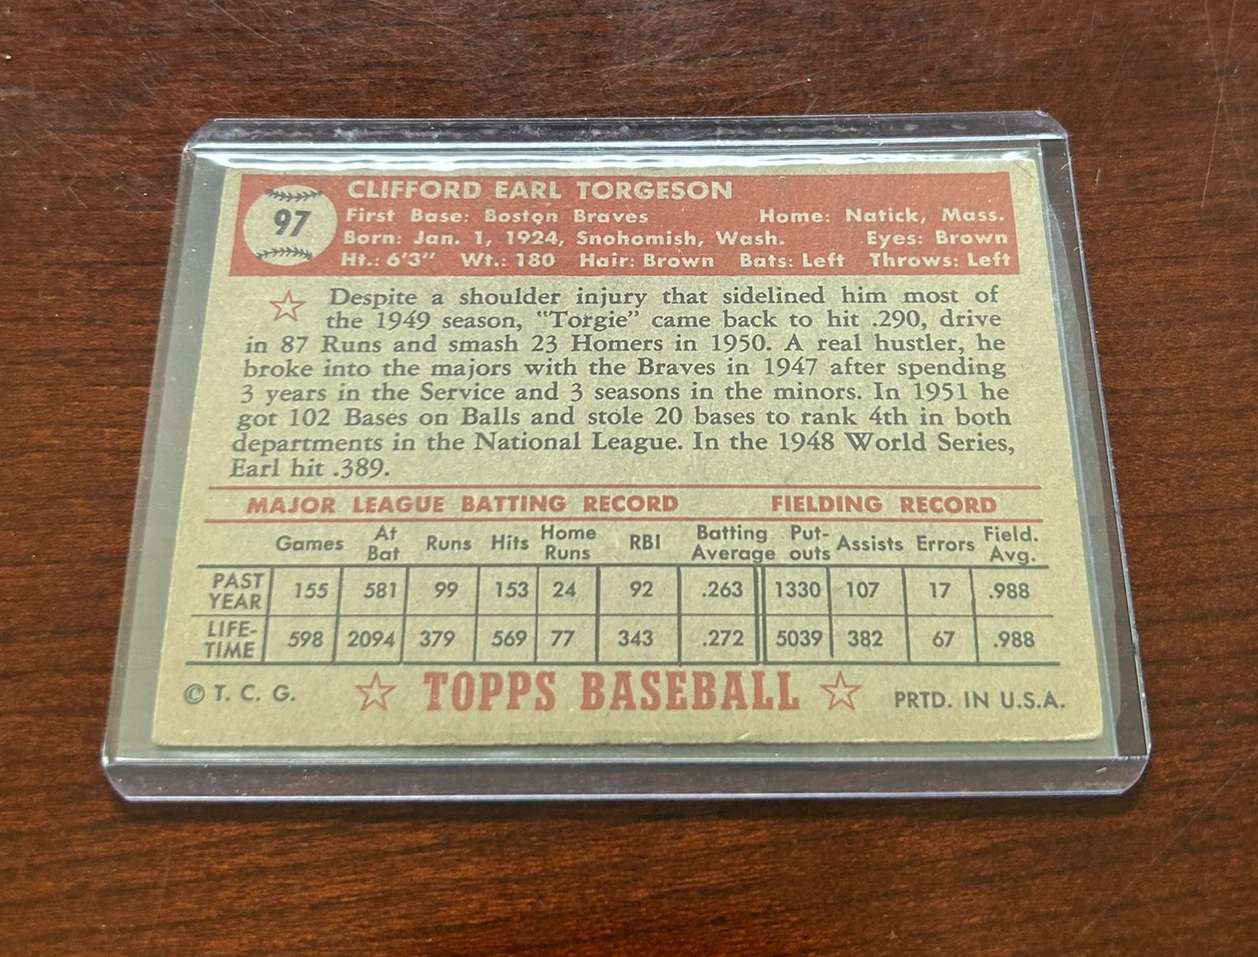 97
CLIFFORD EARL TORGESON
First Base: Boston Braves Home: Natick, Mass.
Born: Jan. 1, 1924, Snohomish, Wash. Eyes: Brown
Ht.: 6'3" Wt.: 180 Hair: Brown Bats: Left Throws: Left
Despite a shoulder injury that sidelined him most of
the 1949 season, "Torgie" came back to hit .290, drive
in 87 Runs and smash 23 Homers in 1950. A real hustler, he
broke into the majors with the Braves in 1947 after spending
3 years in the Service and 3 seasons in the minors. In 1951 he
got 102 Bases on Balls and stole 20 bases to rank 4th in both
departments in the National League. In the 1948 World Series,
Earl hit .389.
MAJOR LEAGUE BATTING RECORD FIELDING RECORD
Games At Bat Runs Hits Home Runs RBI Batting Average Put-outs Assists Errors Field. Avg.
PAST YEAR 155 581 99 153 24 92 .263 1330 107 17 .988
LIFE-TIME 598 2094 379 569 77 343 .272 5039 382 67 .988
© T. C. G. TOPPS BASEBALL PRTD. IN U.S.A.